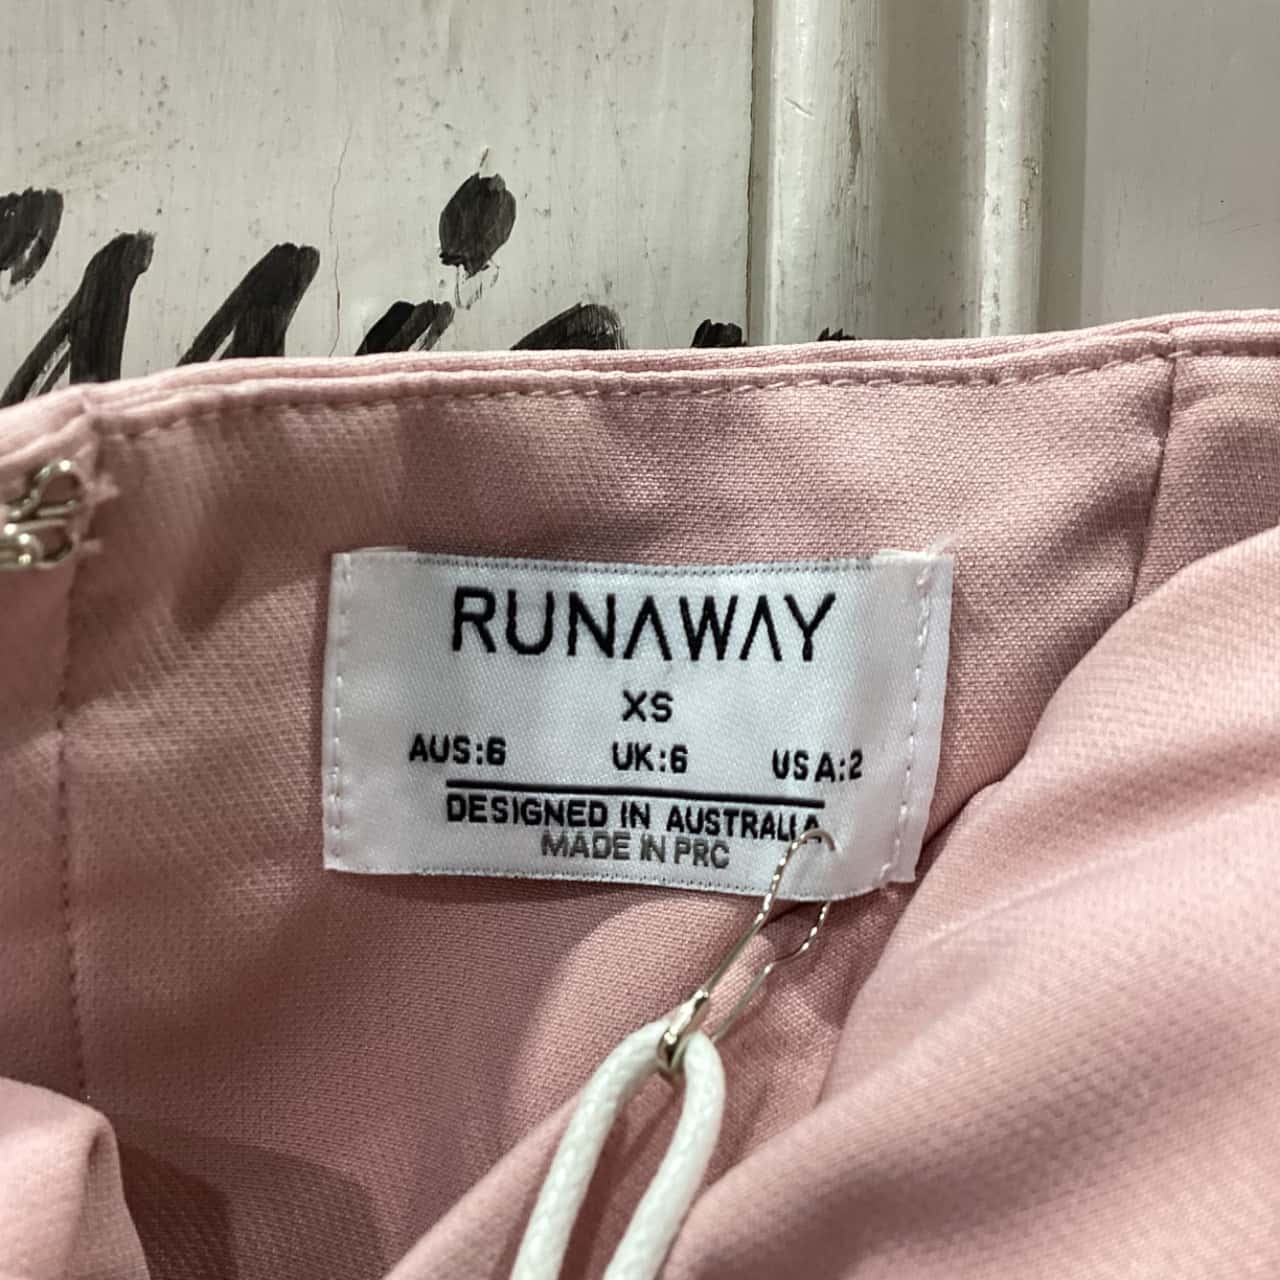 RUNAWAY
XS
AUS:6 UK:6 USA:2
DESIGNED IN AUSTRALIA
MADE IN PRC